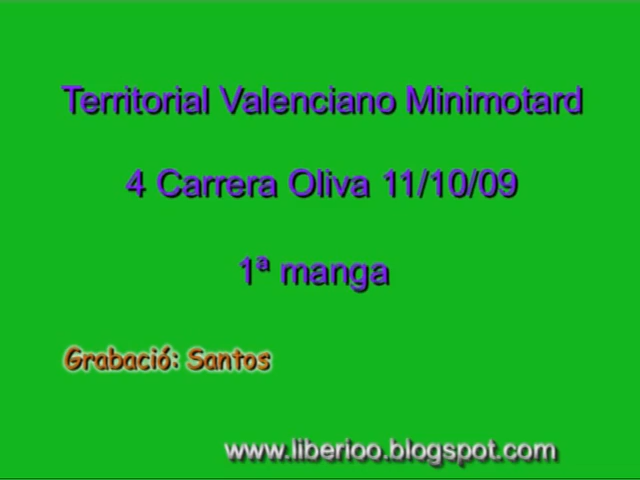 Territorial Valenciano Minimotard
4 Carrera Oliva 11/10/09
1ª manga
Grabació: Santos
www.liberioo.blogspot.com